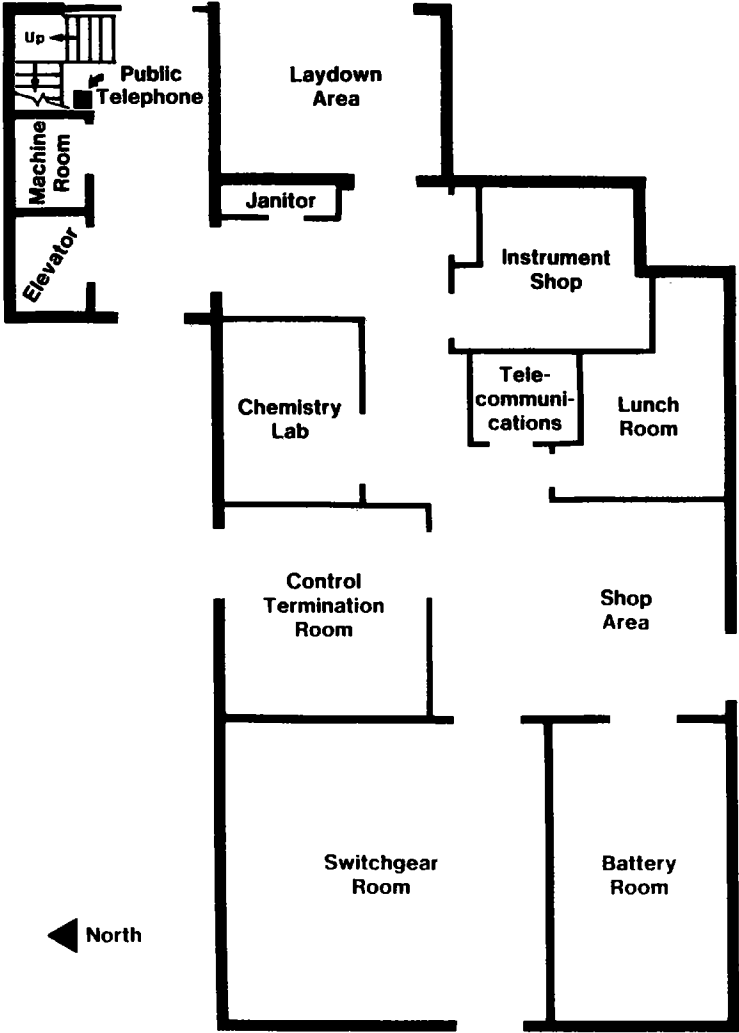 Up
Public
Telephone
Laydown
Area
Machine
Room
Janitor
Elevator
Instrument
Shop
Tele-
communi-
cations
Chemistry
Lab
Lunch
Room
Control
Termination
Room
Shop
Area
Switchgear
Room
Battery
Room
North